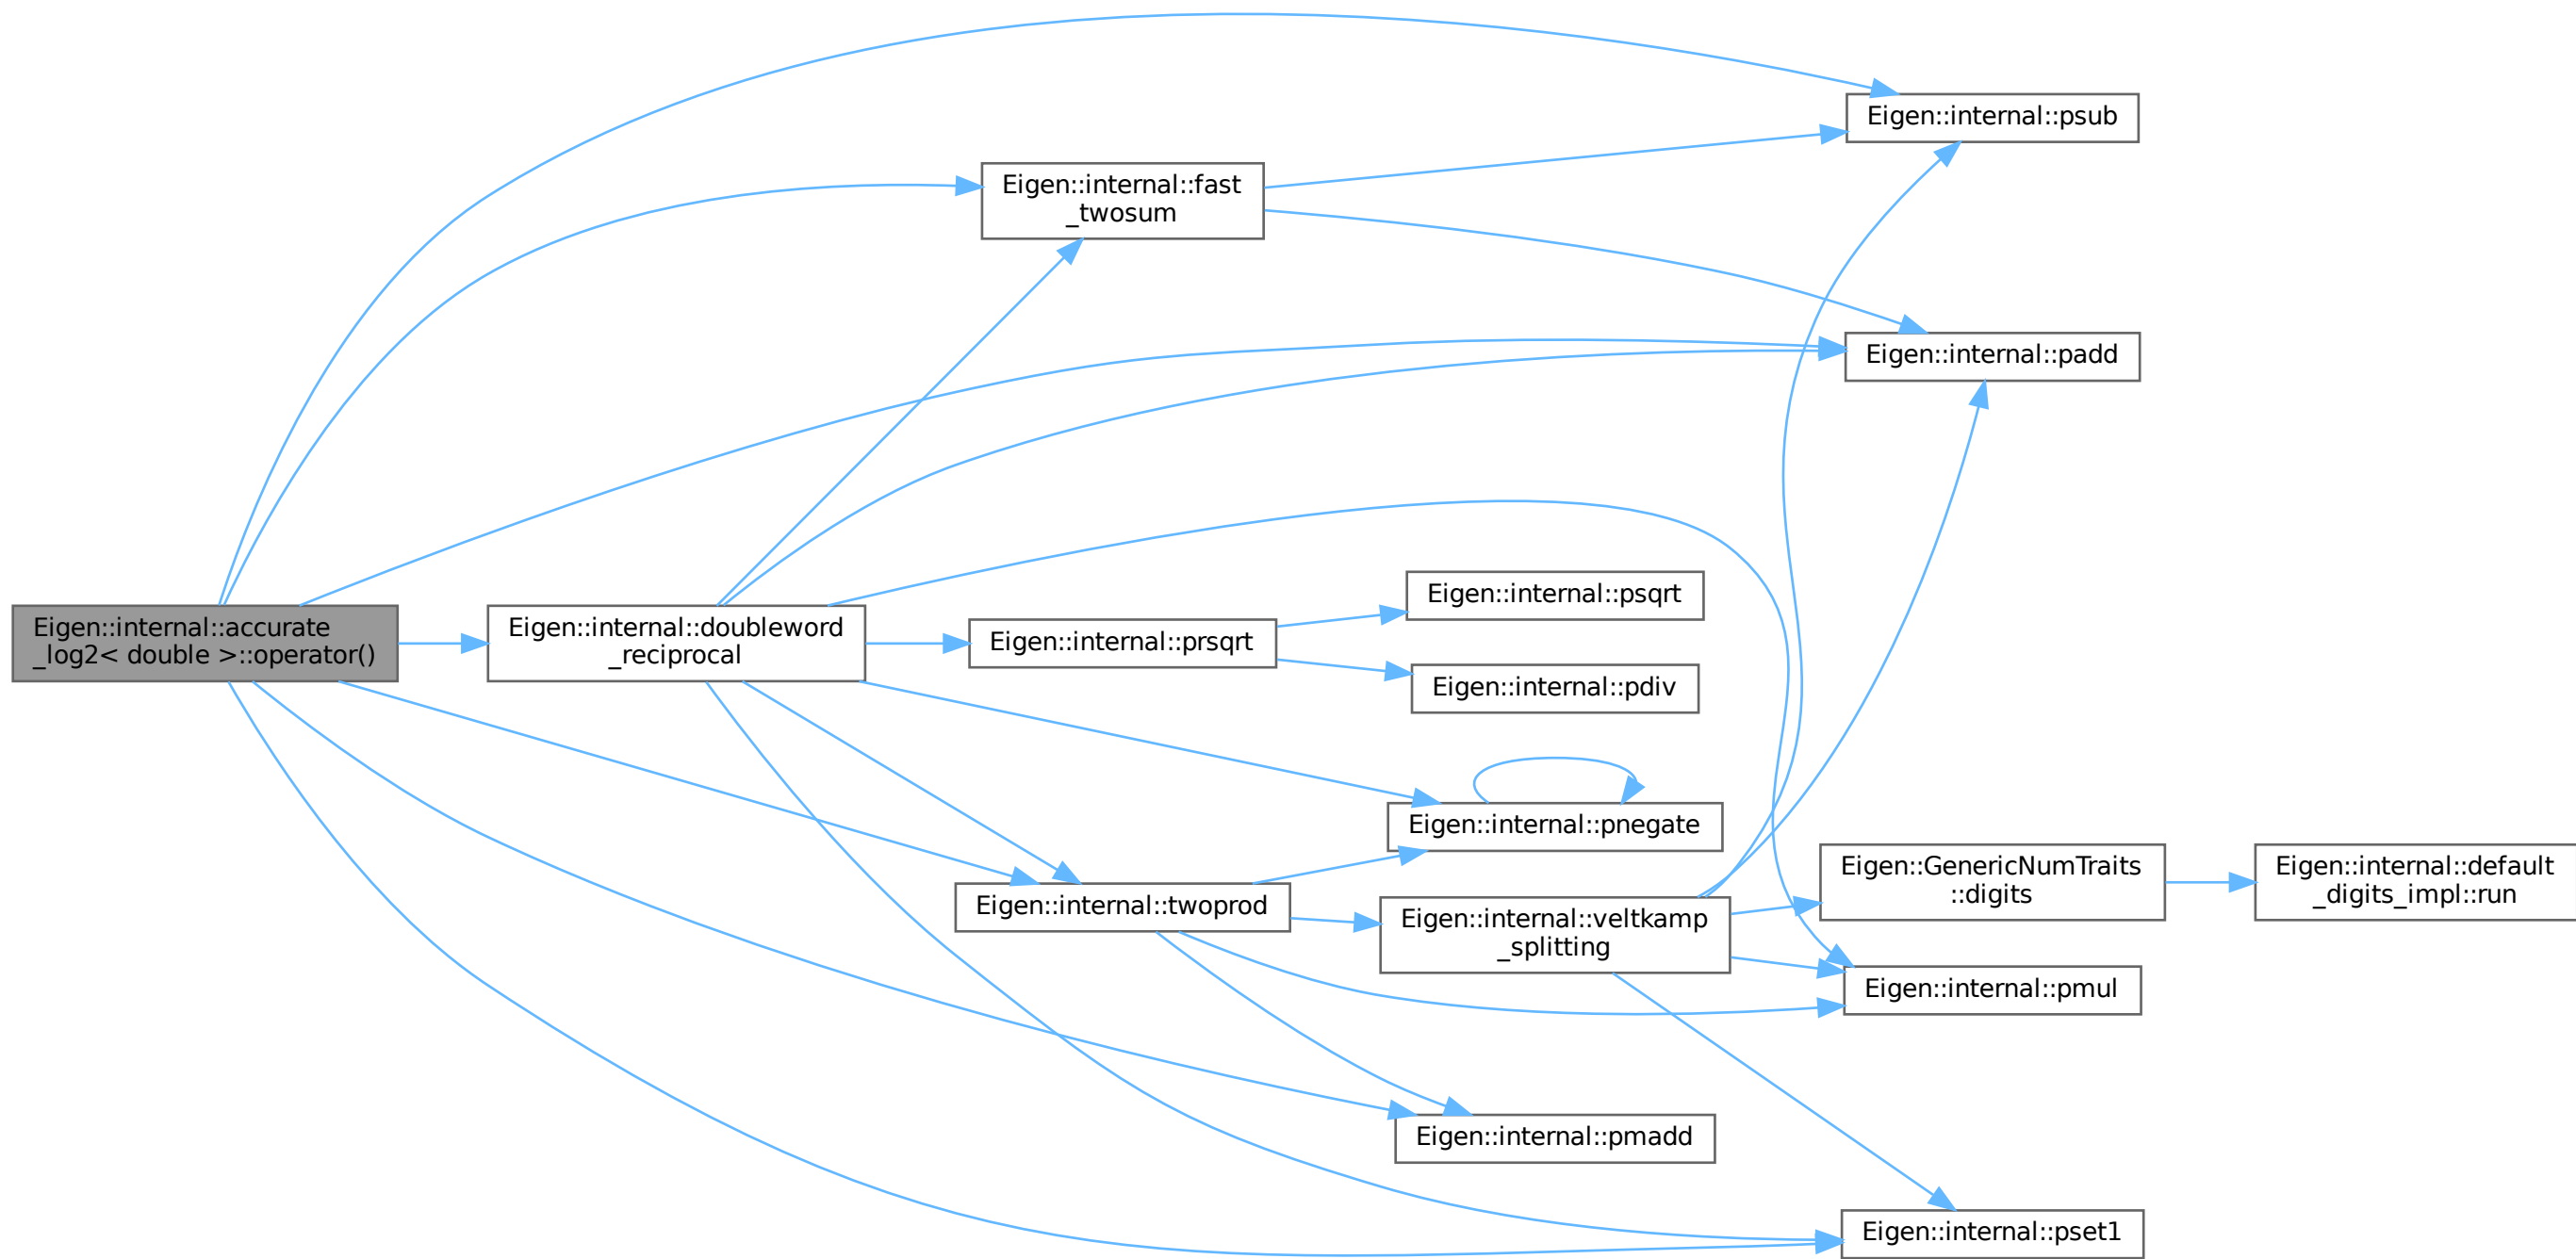 Eigen::internal::psub
Eigen::internal::fast
_twosum
Eigen::internal::padd
Eigen::internal::psqrt
Eigen::internal::accurate
_log2< double >::operator()
Eigen::internal::doubleword
_reciprocal
Eigen::internal::prsqrt
Eigen::internal::pdiv
Eigen::internal::pnegate
Eigen::GenericNumTraits
::digits
Eigen::internal::default
_digits_impl::run
Eigen::internal::twoprod
Eigen::internal::veltkamp
_splitting
Eigen::internal::pmul
Eigen::internal::pmadd
Eigen::internal::pset1